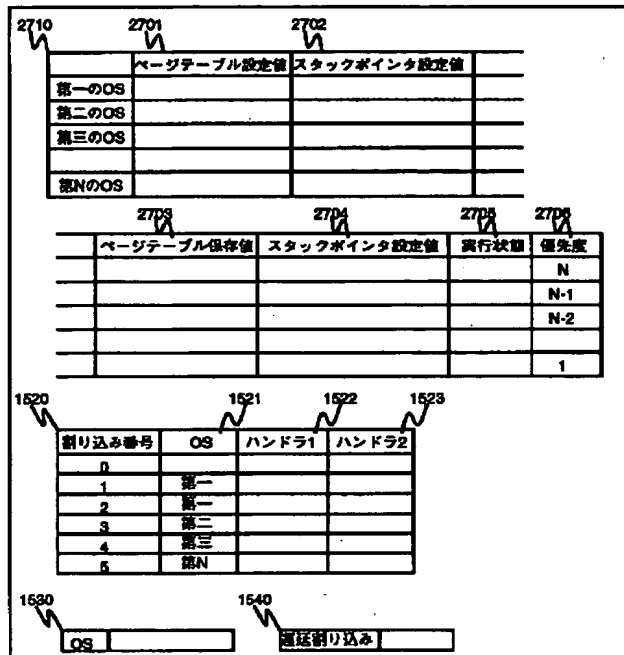 2710 2701 2702
ページテーブル設定値 スタックポインタ設定値
第一のOS
第二のOS
第三のOS
第NのOS
2703 2704 2705 2706
ページテーブル保存値 スタックポインタ設定値 実行状態 優先度
N
N-1
N-2
1
1520 1521 1522 1523
割り込み番号 OS ハンドラ1 ハンドラ2
0
1 第一
2 第一
3 第二
4 第三
5 第N
1530 1540
OS 遅延割り込み